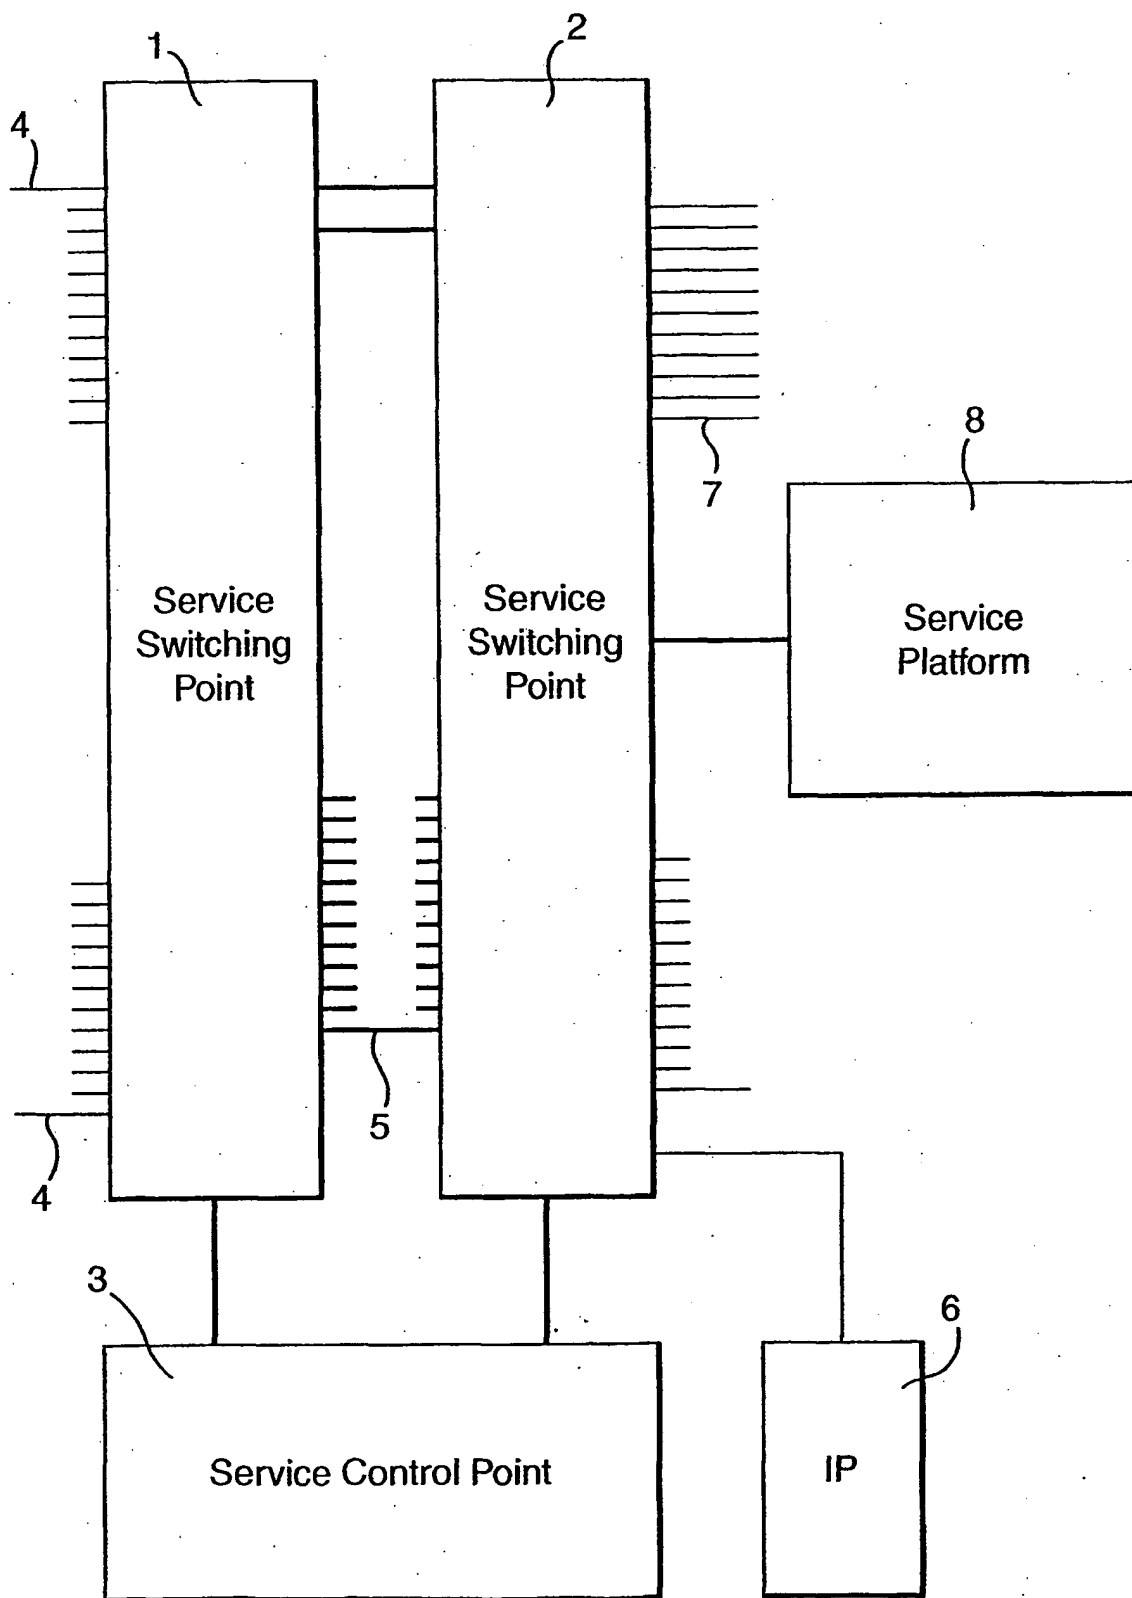 1
2
4
8
7
Service
Switching
Point
Service
Switching
Point
Service
Platform
5
4
3
6
Service Control Point
IP